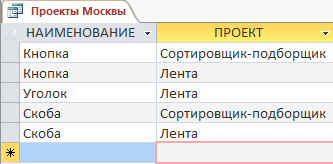 Проекты Москвы
НАИМЕНОВАНИЕ ПРОЕКТ
Кнопка Сортировщик-подборщик
Кнопка Лента
Уголок Лента
Скоба Сортировщик-подборщик
Скоба Лента